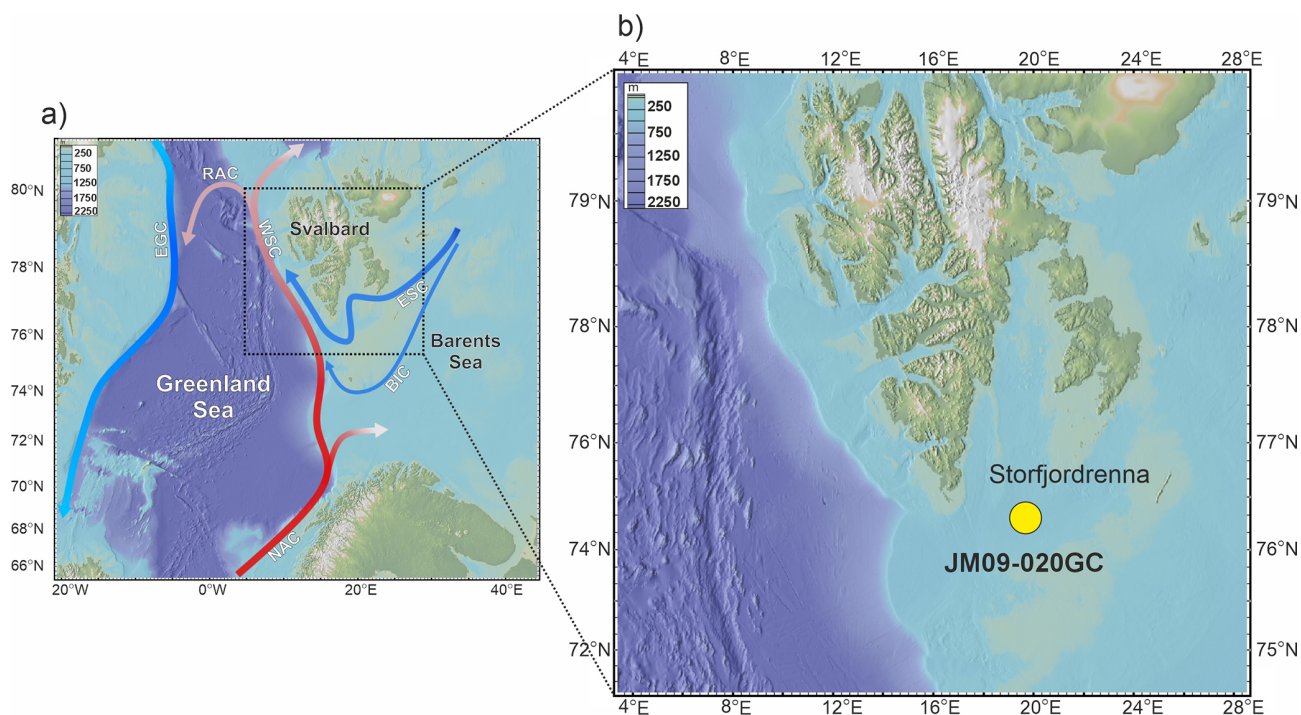 a)
250
750
1250
1750
2250
80°N
78°N
76°N
74°N
72°N
70°N
68°N
66°N
20°W
0°W
20°E
40°E
RAC
EGC
WSC
Svalbard
ESC
Barents
Sea
BIC
Greenland
Sea
NAC
b)
4°E
8°E
12°E
16°E
20°E
24°E
28°E
m
250
750
1250
1750
2250
79°N
78°N
76°N
74°N
72°N
79°N
78°N
77°N
76°N
75°N
Storfjordrenna
JM09-020GC
4°E
8°E
12°E
16°E
20°E
24°E
28°E